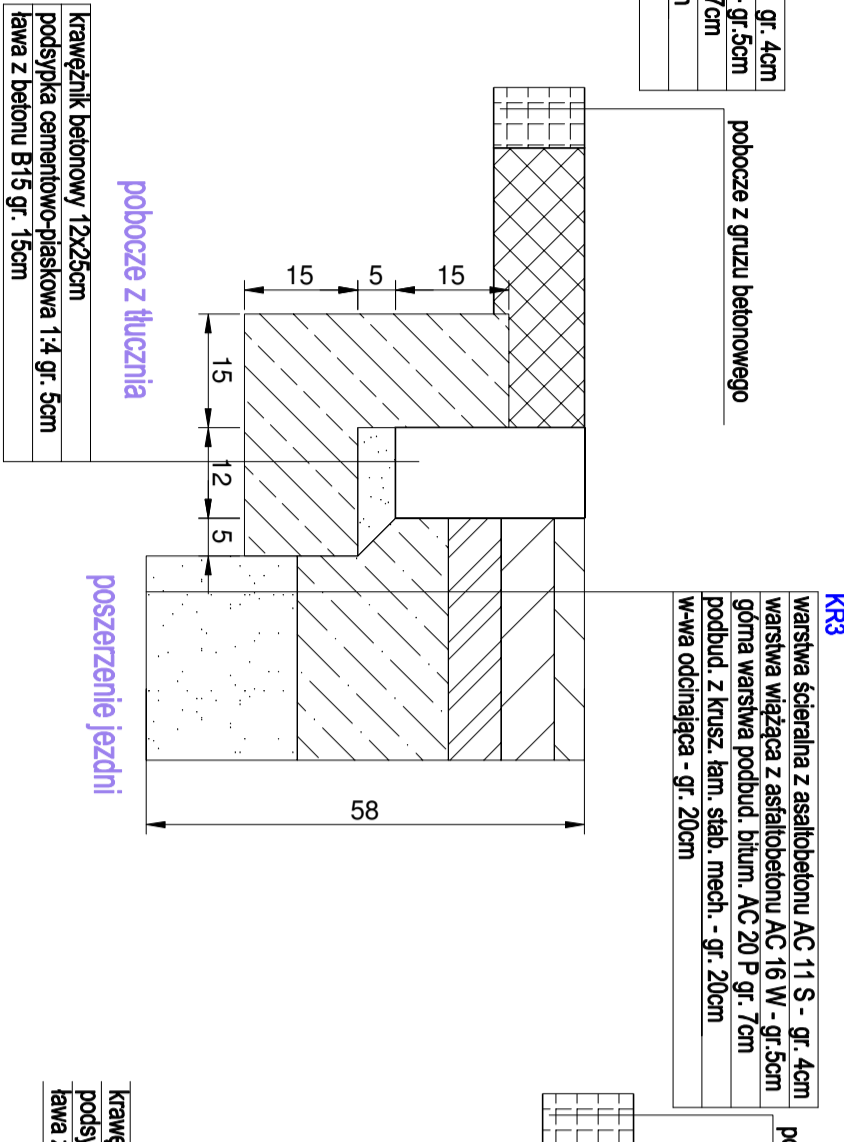 gr. 4cm
gr.5cm
7cm
pobocze z gruzu betonowego
KR3
warstwa ścieralna z asaltobetonu AC 11 S - gr. 4cm
warstwa wiążąca z asfaltobetonu AC 16 W - gr.5cm
górna warstwa podbud. bitum. AC 20 P gr. 7cm
podbud. z krusz. łam. stab. mech. - gr. 20cm
w-wa odcinająca - gr. 20cm
15
5
15
15
12
5
58
pobocze z tłucznia
poszerzenie jezdni
krawężnik betonowy 12x25cm
podsypka cementowo-piaskowa 1:4 gr. 5cm
ława z betonu B15 gr. 15cm